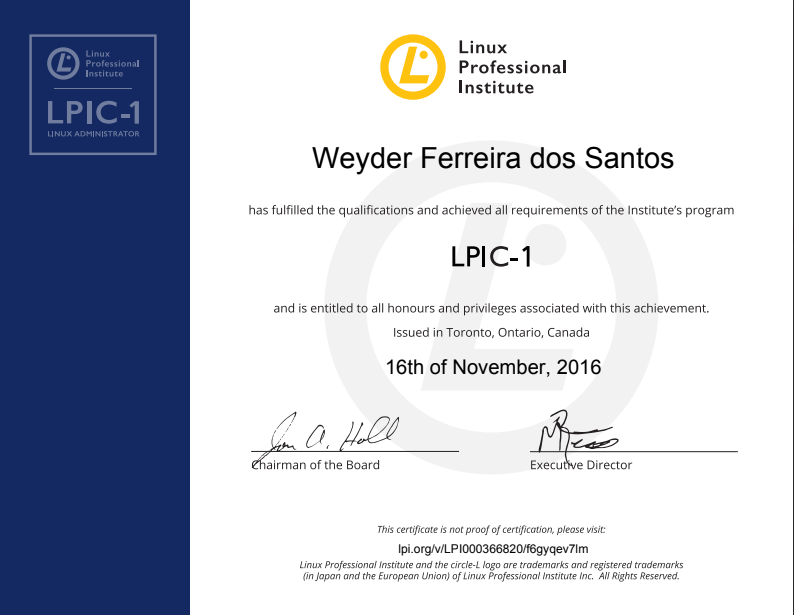 Linux
Professional
Institute
LPIC-1
LINUX ADMINISTRATOR
Linux
Professional
Institute
Weyder Ferreira dos Santos
has fulfilled the qualifications and achieved all requirements of the Institute's program
LPIC-1
and is entitled to all honours and privileges associated with this achievement.
Issued in Toronto, Ontario, Canada
16th of November, 2016
Jon A. Hall
Chairman of the Board
Executive Director
This certificate is not proof of certification, please visit:
lpi.org/v/LPI000366820/f6gyqev7lm
Linux Professional Institute and the circle-L logo are trademarks and registered trademarks
(in Japan and the European Union) of Linux Professional Institute Inc. All Rights Reserved.